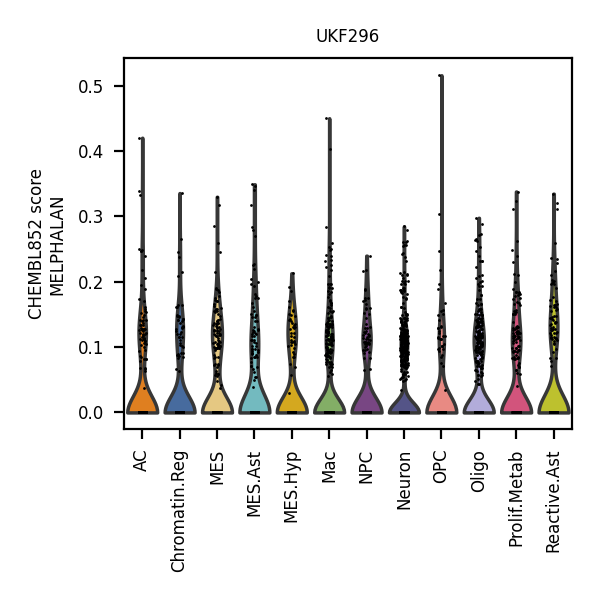 UKF296
CHEMBL852 score
MELPHALAN
0.5
0.4
0.3
0.2
0.1
0.0
AC
Chromatin.Reg
MES
MES.Ast
MES.Hyp
Mac
NPC
Neuron
OPC
Oligo
Prolif.Metab
Reactive.Ast